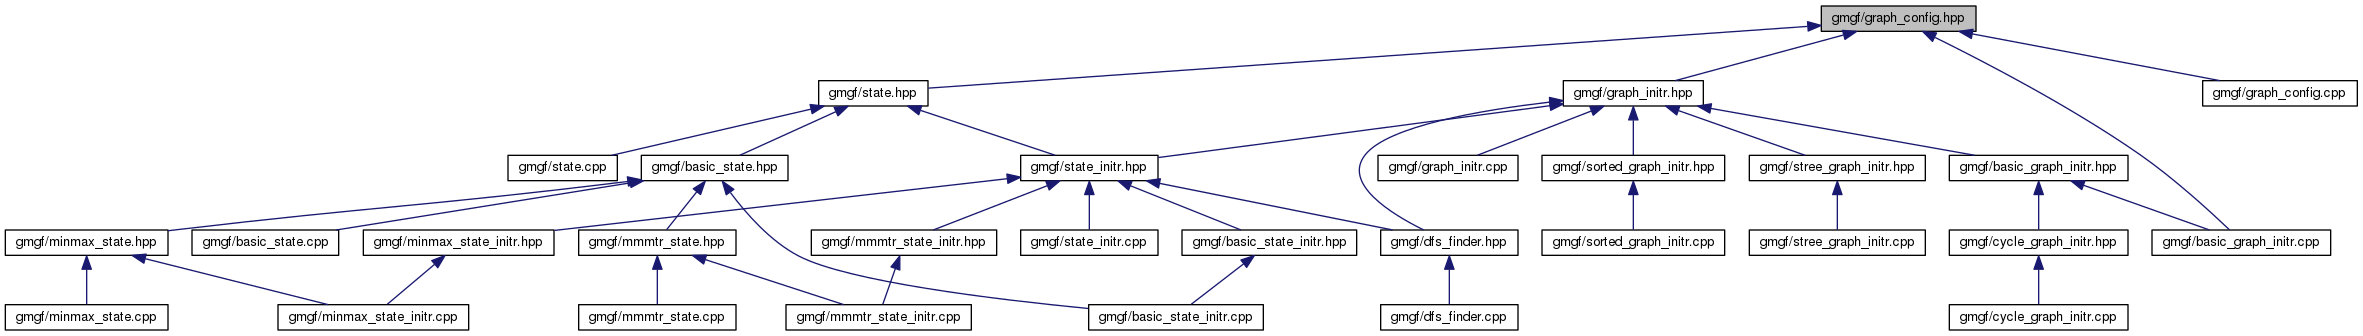 gmgf/graph_config.hpp
gmgf/state.hpp
gmgf/graph_initr.hpp
gmgf/graph_config.cpp
gmgf/state.cpp
gmgf/basic_state.hpp
gmgf/state_initr.hpp
gmgf/graph_initr.cpp
gmgf/sorted_graph_initr.hpp
gmgf/stree_graph_initr.hpp
gmgf/basic_graph_initr.hpp
gmgf/minmax_state.hpp
gmgf/basic_state.cpp
gmgf/minmax_state_initr.hpp
gmgf/mmmtr_state.hpp
gmgf/mmmtr_state_initr.hpp
gmgf/state_initr.cpp
gmgf/basic_state_initr.hpp
gmgf/dfs_finder.hpp
gmgf/sorted_graph_initr.cpp
gmgf/stree_graph_initr.cpp
gmgf/cycle_graph_initr.hpp
gmgf/basic_graph_initr.cpp
gmgf/minmax_state.cpp
gmgf/minmax_state_initr.cpp
gmgf/mmmtr_state.cpp
gmgf/mmmtr_state_initr.cpp
gmgf/basic_state_initr.cpp
gmgf/dfs_finder.cpp
gmgf/cycle_graph_initr.cpp